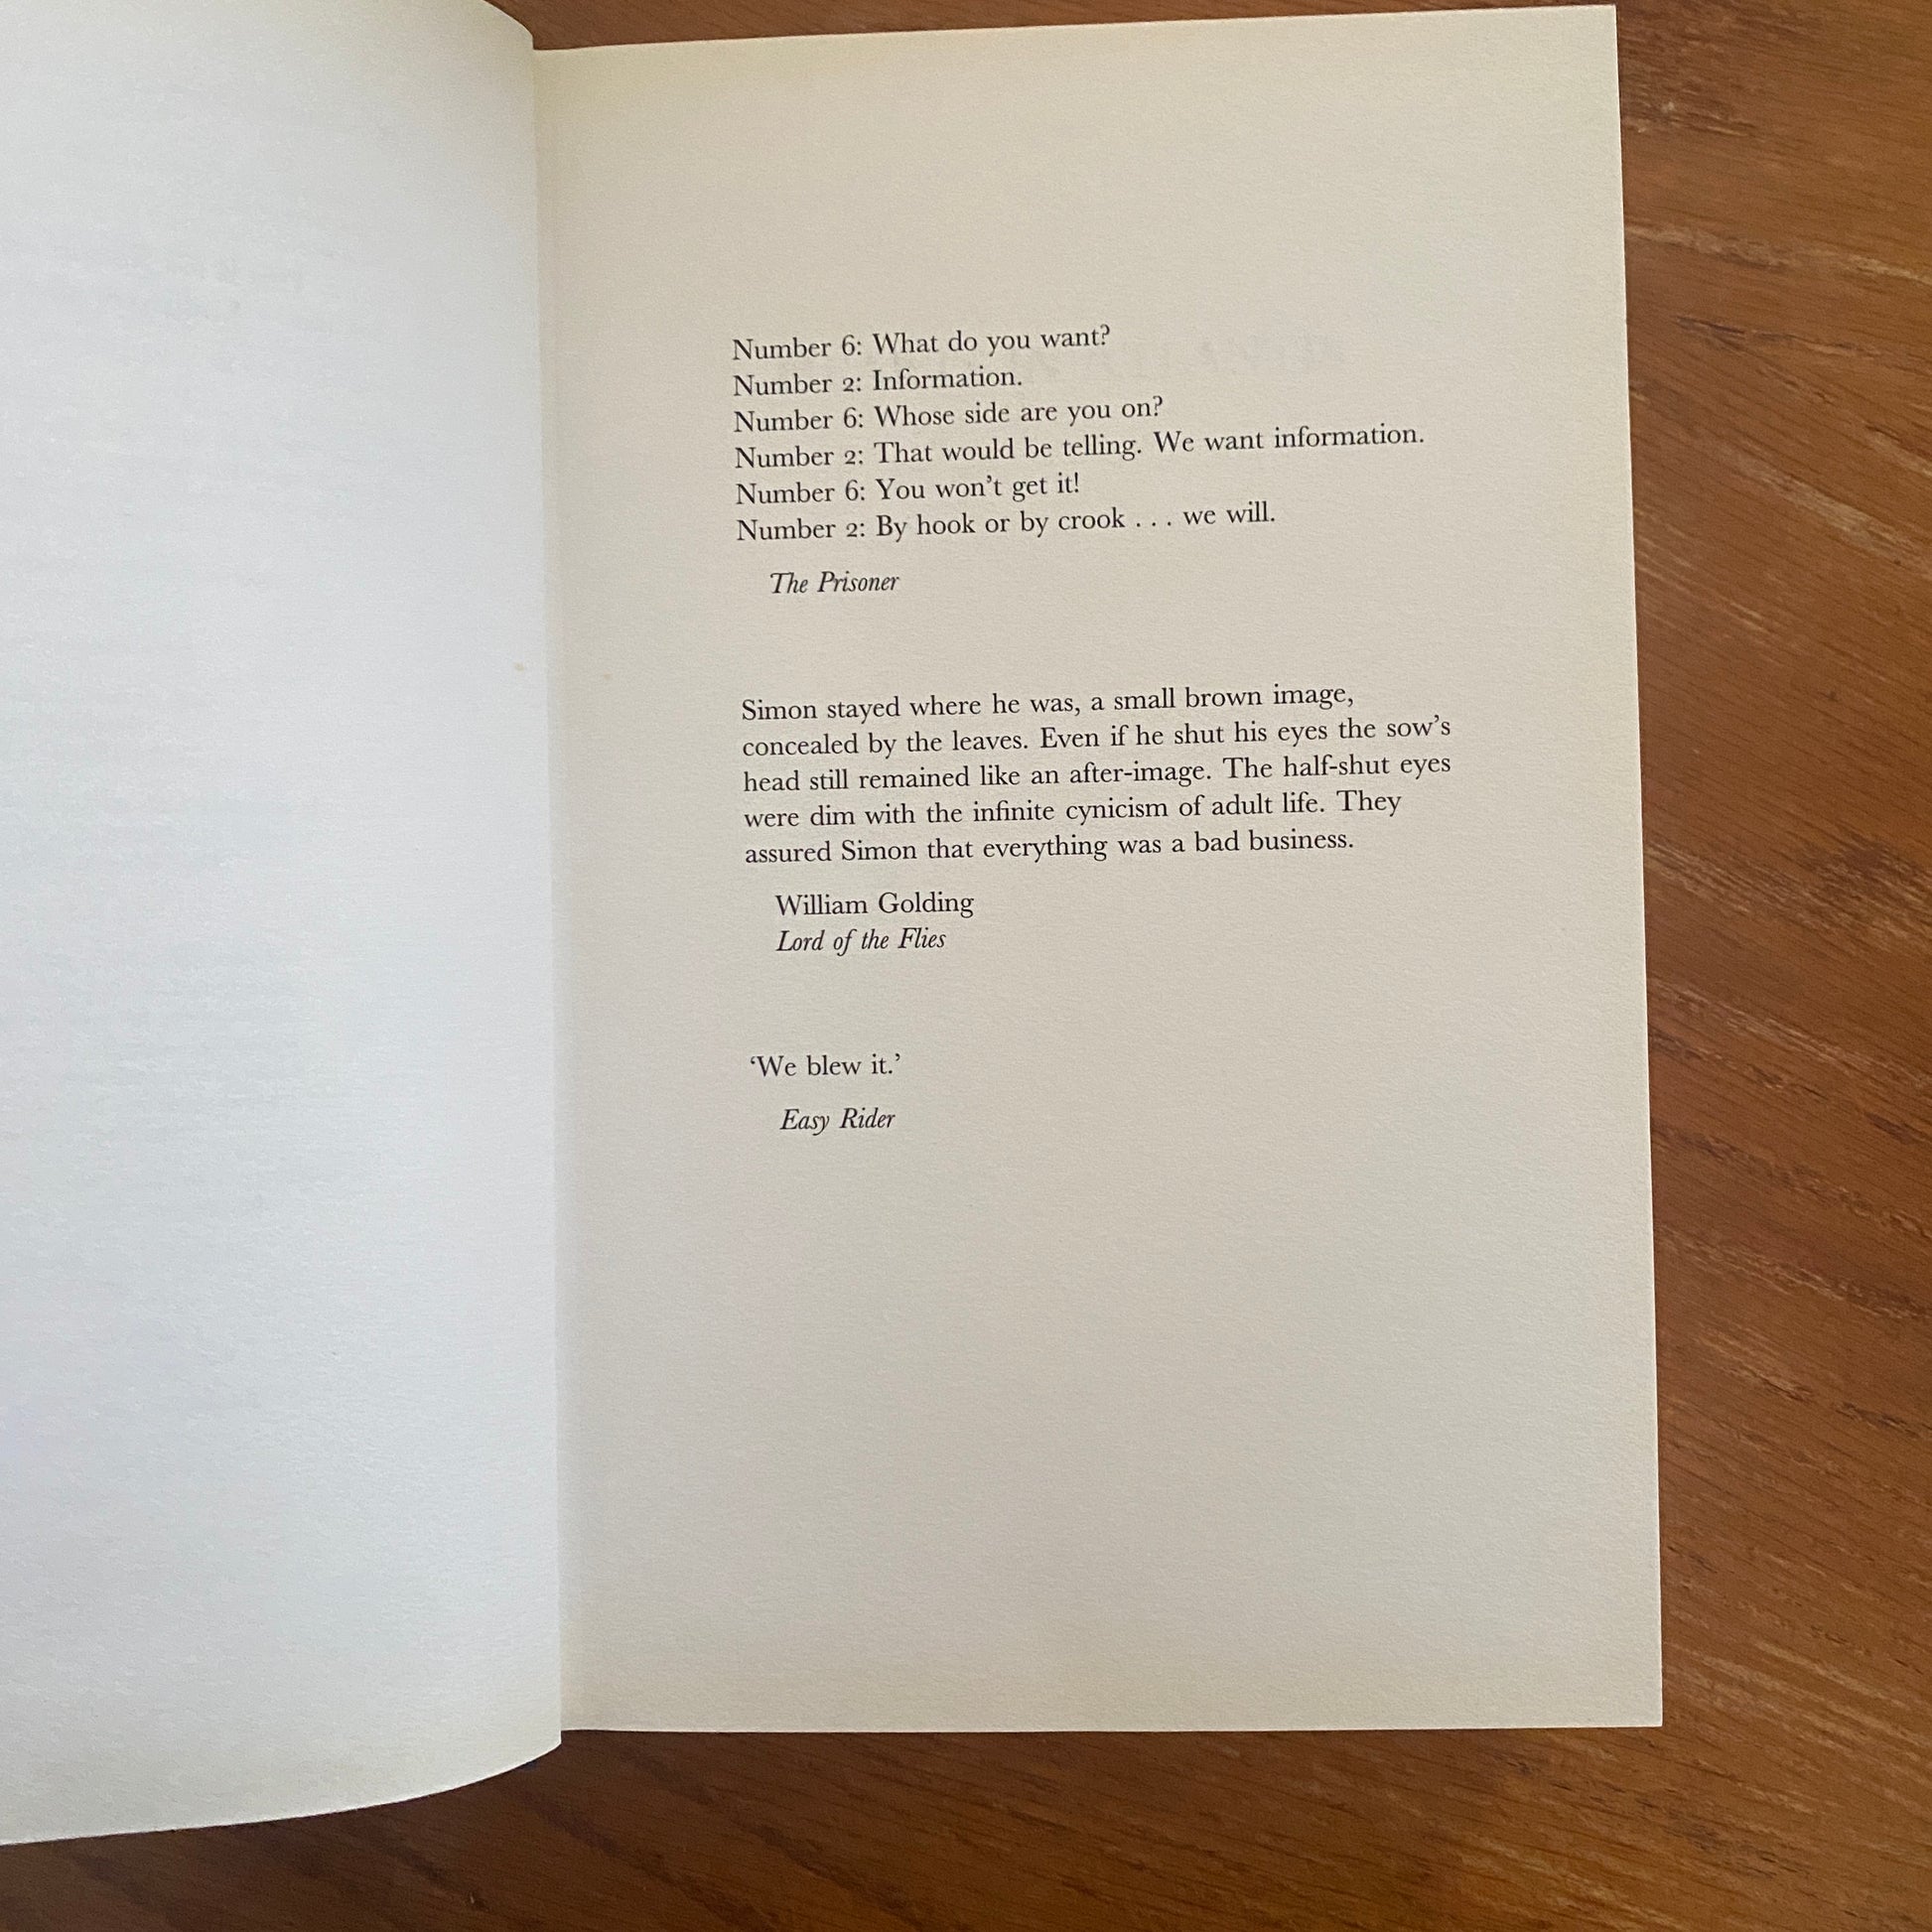 Number 6: What do you want?
Number 2: Information.
Number 6: Whose side are you on?
Number 2: That would be telling. We want information.
Number 6: You won’t get it!
Number 2: By hook or by crook . . . we will.
The Prisoner
Simon stayed where he was, a small brown image,
concealed by the leaves. Even if he shut his eyes the sow’s
head still remained like an after-image. The half-shut eyes
were dim with the infinite cynicism of adult life. They
assured Simon that everything was a bad business.
William Golding
Lord of the Flies
‘We blew it.’
Easy Rider